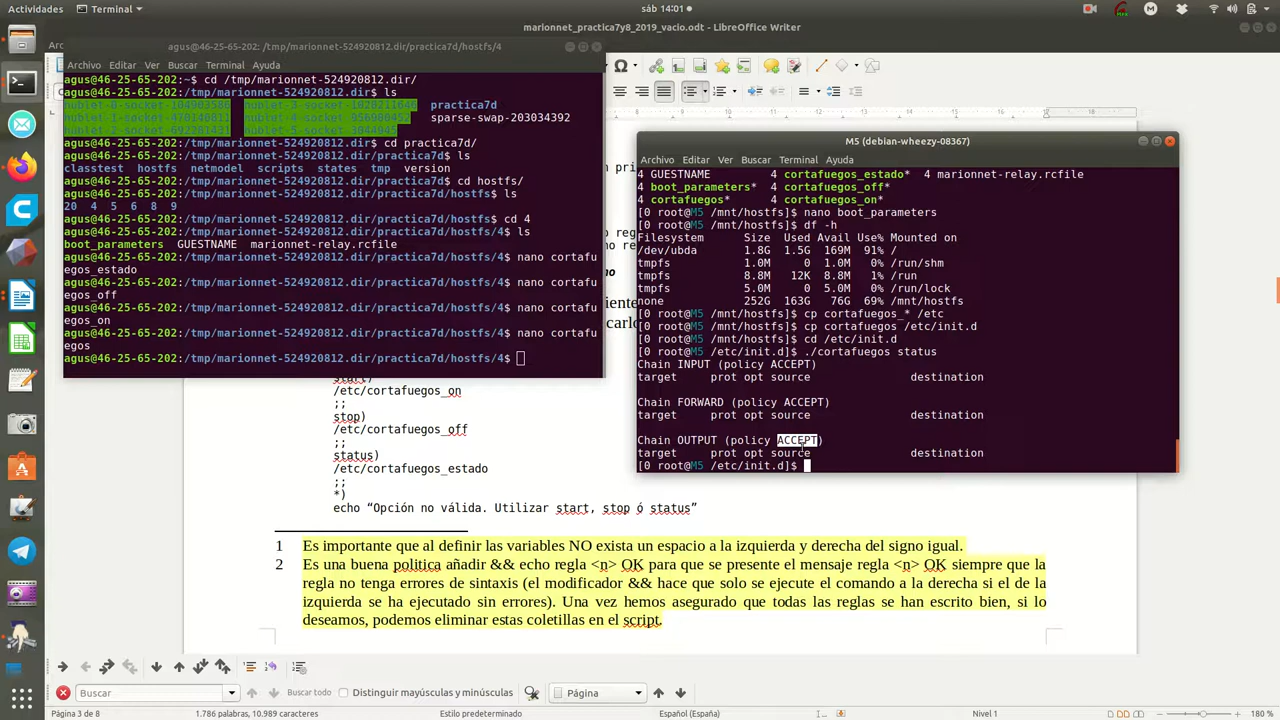 Actividades
Terminal
sáb 14:01
marionnet_practica7y8_2019_vacio.odt - LibreOffice Writer
agus@46-25-65-202: /tmp/marionnet-524920812.dir/practica7d/hostfs/4
Archivo Editar Ver Buscar Terminal Ayuda
agus@46-25-65-202:~$ cd /tmp/marionnet-524920812.dir/
agus@46-25-65-202:/tmp/marionnet-524920812.dir$ ls
practica7d
sparse-swap-203034392
agus@46-25-65-202:/tmp/marionnet-524920812.dir$ cd practica7d/
agus@46-25-65-202:/tmp/marionnet-524920812.dir/practica7d$ ls
classtest hostfs netmodel scripts states tmp version
agus@46-25-65-202:/tmp/marionnet-524920812.dir/practica7d$ cd hostfs/
agus@46-25-65-202:/tmp/marionnet-524920812.dir/practica7d/hostfs$ ls
20 4 5 6 8 9
agus@46-25-65-202:/tmp/marionnet-524920812.dir/practica7d/hostfs$ cd 4
agus@46-25-65-202:/tmp/marionnet-524920812.dir/practica7d/hostfs/4$ ls
boot_parameters GUESTNAME marionnet-relay.rcfile
agus@46-25-65-202:/tmp/marionnet-524920812.dir/practica7d/hostfs/4$ nano cortafu
egos_estado
agus@46-25-65-202:/tmp/marionnet-524920812.dir/practica7d/hostfs/4$ nano cortafu
egos_off
agus@46-25-65-202:/tmp/marionnet-524920812.dir/practica7d/hostfs/4$ nano cortafu
egos_on
agus@46-25-65-202:/tmp/marionnet-524920812.dir/practica7d/hostfs/4$ nano cortafu
egos
agus@46-25-65-202:/tmp/marionnet-524920812.dir/practica7d/hostfs/4$
M5 (debian-wheezy-08367)
Archivo Editar Ver Buscar Terminal Ayuda
4 GUESTNAME 4 cortafuegos_estado* 4 marionnet-relay.rcfile
4 boot_parameters* 4 cortafuegos_off*
4 cortafuegos* 4 cortafuegos_on*
[0 root@M5 /mnt/hostfs]$ nano boot_parameters
[0 root@M5 /mnt/hostfs]$ df -h
Filesystem Size Used Avail Use% Mounted on
/dev/ubda 1.8G 1.5G 169M 91% /
tmpfs 1.0M 0 1.0M 0% /run/shm
tmpfs 8.8M 12K 8.8M 1% /run
tmpfs 5.0M 0 5.0M 0% /run/lock
none 252G 163G 76G 69% /mnt/hostfs
[0 root@M5 /mnt/hostfs]$ cp cortafuegos_* /etc
[0 root@M5 /mnt/hostfs]$ cp cortafuegos /etc/init.d
[0 root@M5 /mnt/hostfs]$ cd /etc/init.d
[0 root@M5 /etc/init.d]$ ./cortafuegos status
Chain INPUT (policy ACCEPT)
target prot opt source destination
Chain FORWARD (policy ACCEPT)
target prot opt source destination
Chain OUTPUT (policy ACCEPT)
target prot opt source destination
[0 root@M5 /etc/init.d]$
start)
/etc/cortafuegos_on
;;
stop)
/etc/cortafuegos_off
;;
status)
/etc/cortafuegos_estado
;;
*)
echo “Opción no válida. Utilizar start, stop ó status”
1 Es importante que al definir las variables NO exista un espacio a la izquierda y derecha del signo igual.
2 Es una buena politica añadir && echo regla <n> OK para que se presente el mensaje regla <n> OK siempre que la
regla no tenga errores de sintaxis (el modificador && hace que solo se ejecute el comando a la derecha si el de la
izquierda se ha ejecutado sin errores). Una vez hemos asegurado que todas las reglas se han escrito bien, si lo
deseamos, podemos eliminar estas coletillas en el script.
Buscar
Buscar todo
Distinguir mayúsculas y minúsculas
Página
Página 3 de 8
1.786 palabras, 10.989 caracteres
Estilo predeterminado
Español (España)
Nivel 1
180 %